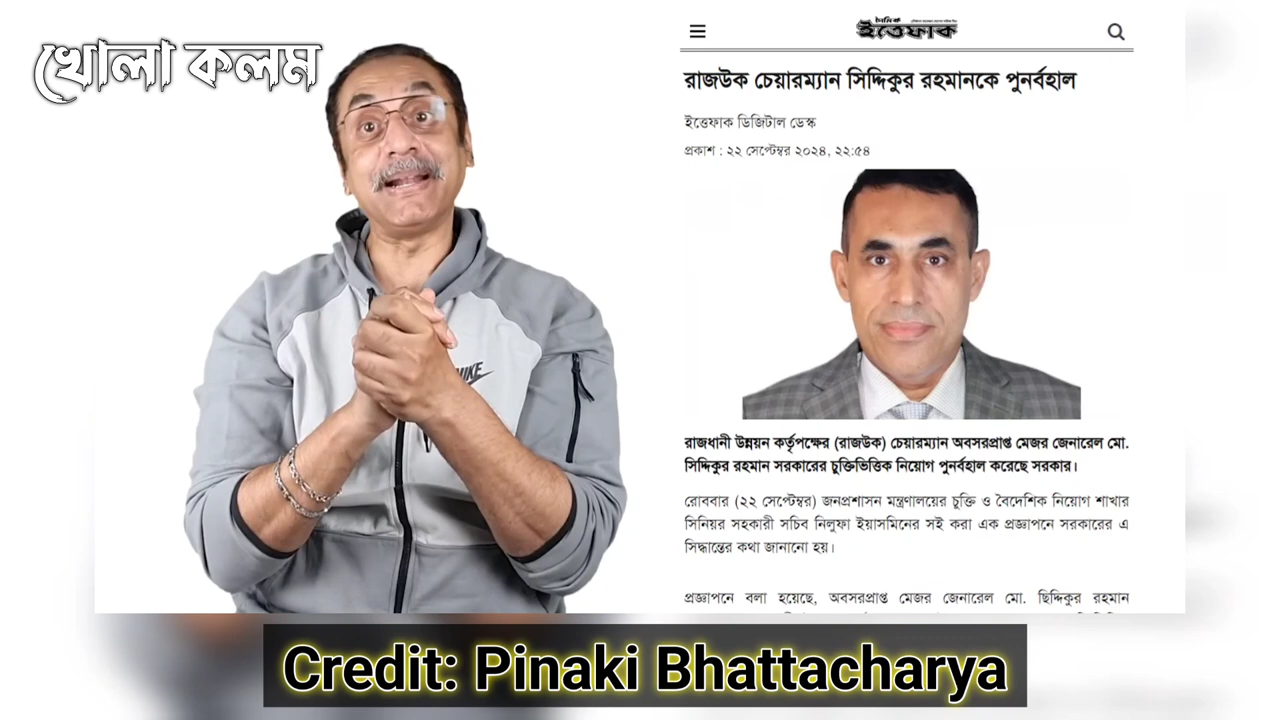 খোলা কলম
দৈনিক
ইত্তেফাক
রাজউক চেয়ারম্যান সিদ্দিকুর রহমানকে পুনর্বহাল
ইত্তেফাক ডিজিটাল ডেস্ক
প্রকাশ : ২২ সেপ্টেম্বর ২০২৪, ২২:৫৪
NIKE
রাজধানী উন্নয়ন কর্তৃপক্ষের (রাজউক) চেয়ারম্যান অবসরপ্রাপ্ত মেজর জেনারেল মো.
সিদ্দিকুর রহমান সরকারের চুক্তিভিত্তিক নিয়োগ পুনর্বহাল করেছে সরকার।
রোববার (২২ সেপ্টেম্বর) জনপ্রশাসন মন্ত্রণালয়ের চুক্তি ও বৈদেশিক নিয়োগ শাখার
সিনিয়র সহকারী সচিব নিলুফা ইয়াসমিনের সই করা এক প্রজ্ঞাপনে সরকারের এ
সিদ্ধান্তের কথা জানানো হয়।
প্রজ্ঞাপনে বলা হয়েছে, অবসরপ্রাপ্ত মেজর জেনারেল মো. ছিদ্দিকুর রহমান
Credit: Pinaki Bhattacharya